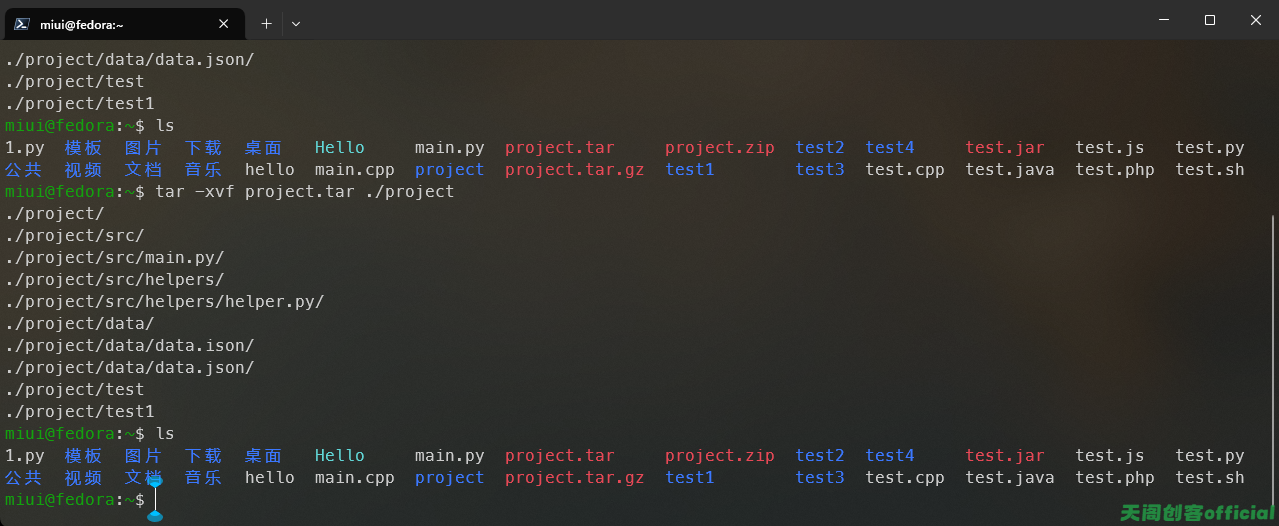 miui@fedora:~
./project/data/data.json/
./project/test
./project/test1
miui@fedora:~$ ls
1.py 模板 图片 下载 桌面 Hello main.py project.tar project.zip test2 test4 test.jar test.js test.py
公共 视频 文档 音乐 hello main.cpp project project.tar.gz test1 test3 test.cpp test.java test.php test.sh
miui@fedora:~$ tar -xvf project.tar ./project
./project/
./project/src/
./project/src/main.py/
./project/src/helpers/
./project/src/helpers/helper.py/
./project/data/
./project/data/data.ison/
./project/data/data.json/
./project/test
./project/test1
miui@fedora:~$ ls
1.py 模板 图片 下载 桌面 Hello main.py project.tar project.zip test2 test4 test.jar test.js test.py
公共 视频 文档 音乐 hello main.cpp project project.tar.gz test1 test3 test.cpp test.java test.php test.sh
miui@fedora:~$
天阁创客official